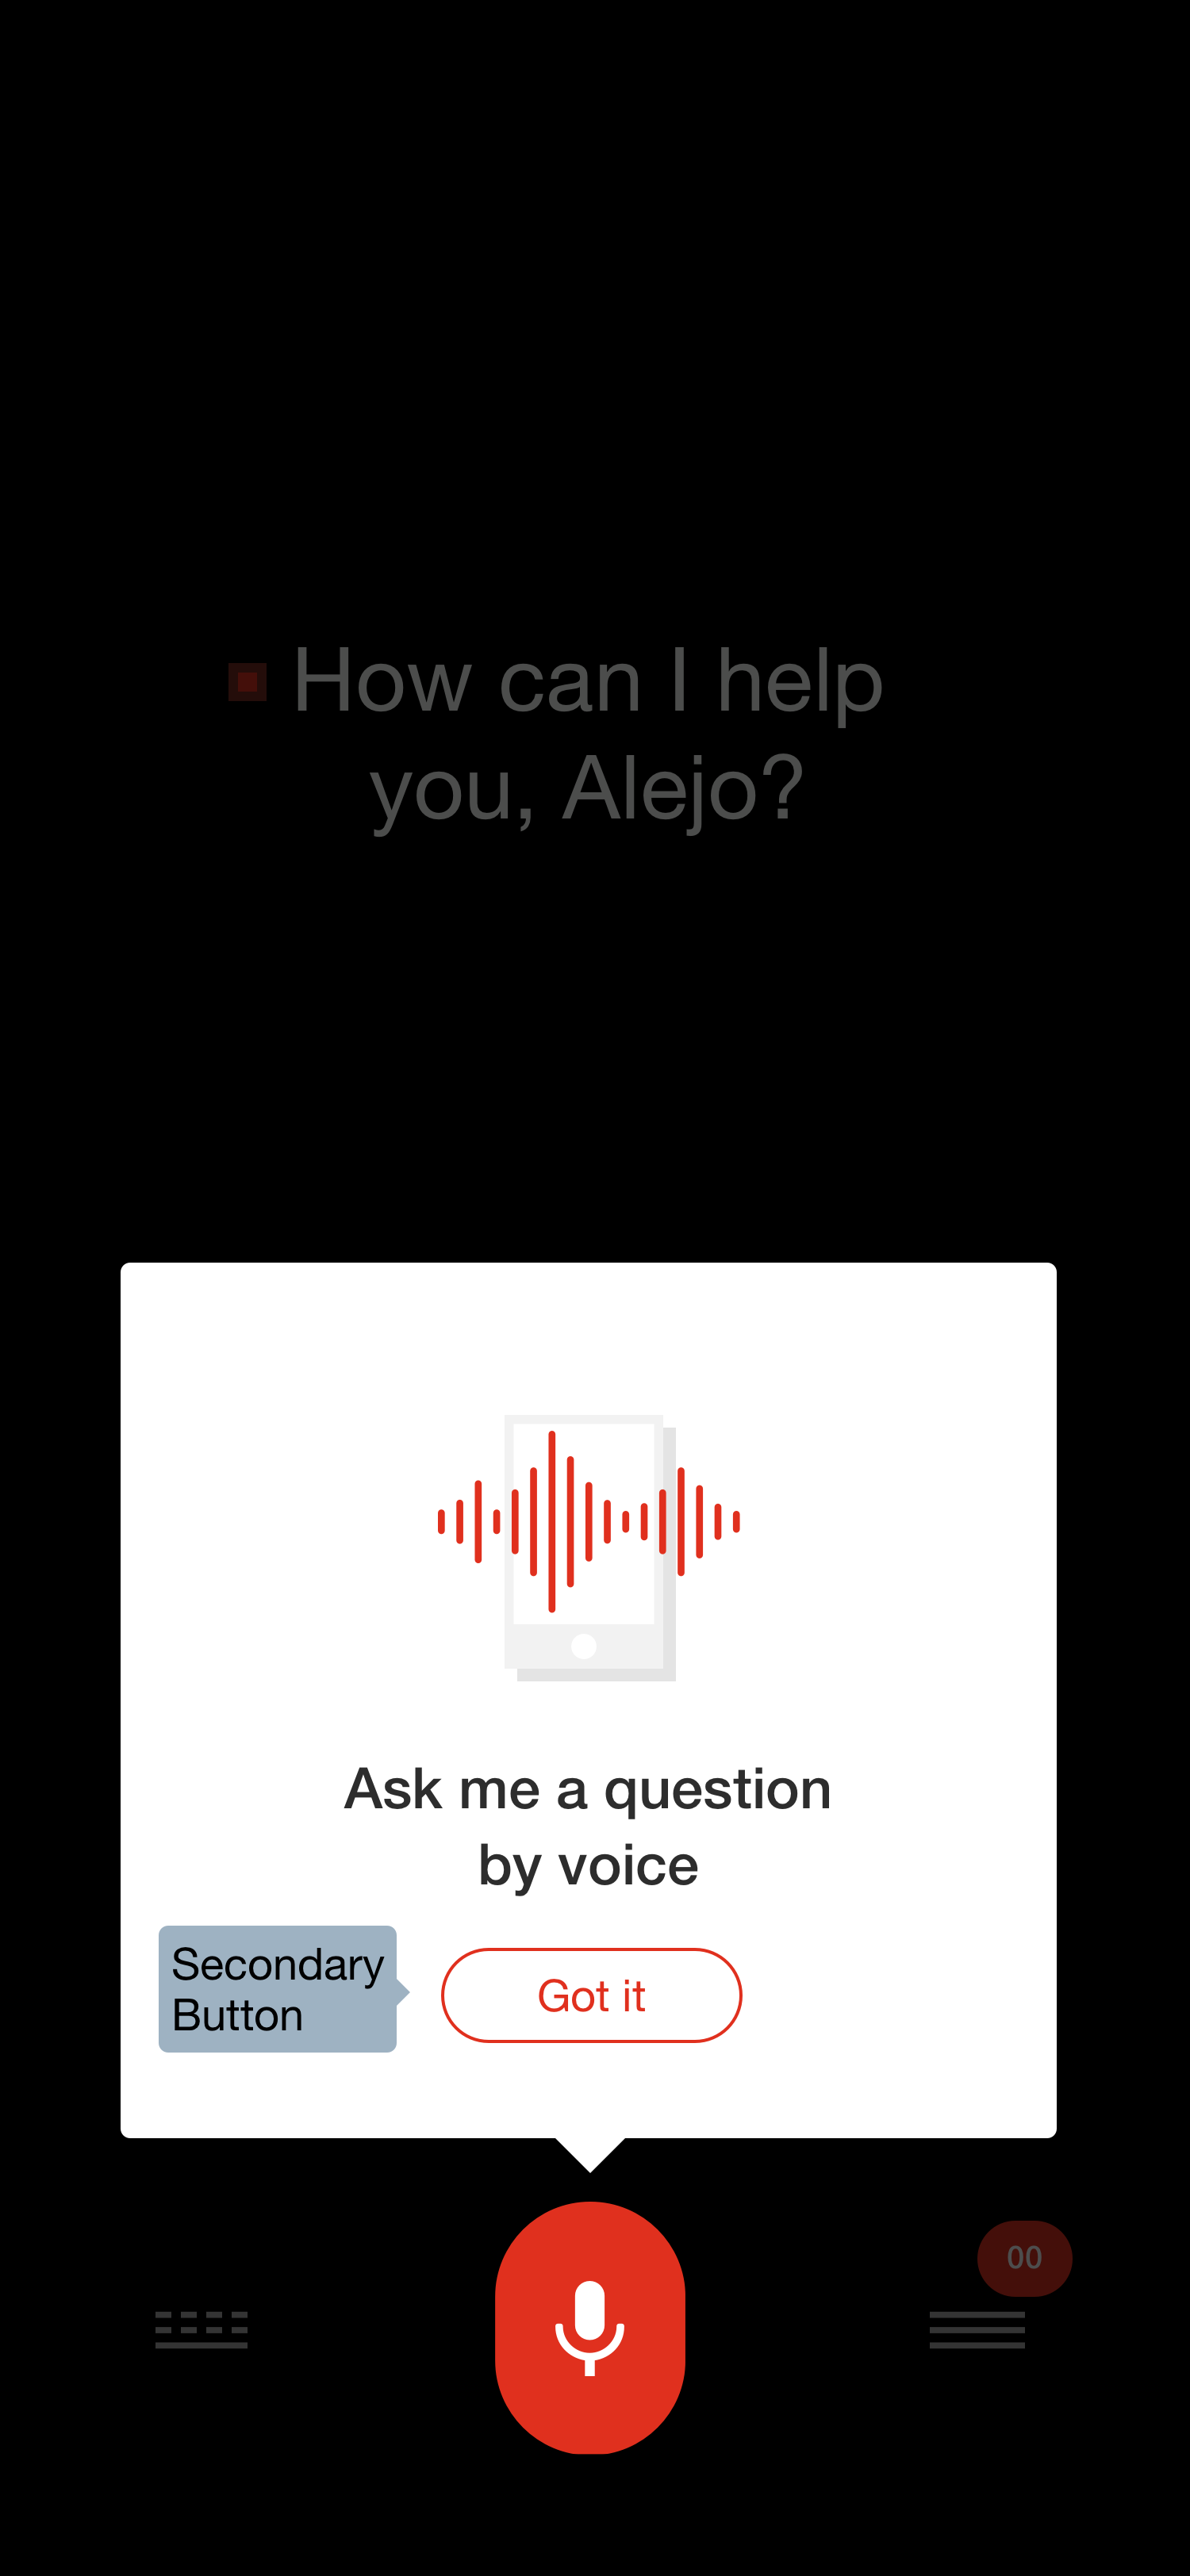 How can I help
you, Alejo?
Ask me a question
by voice
Secondary
Button
Got it
00